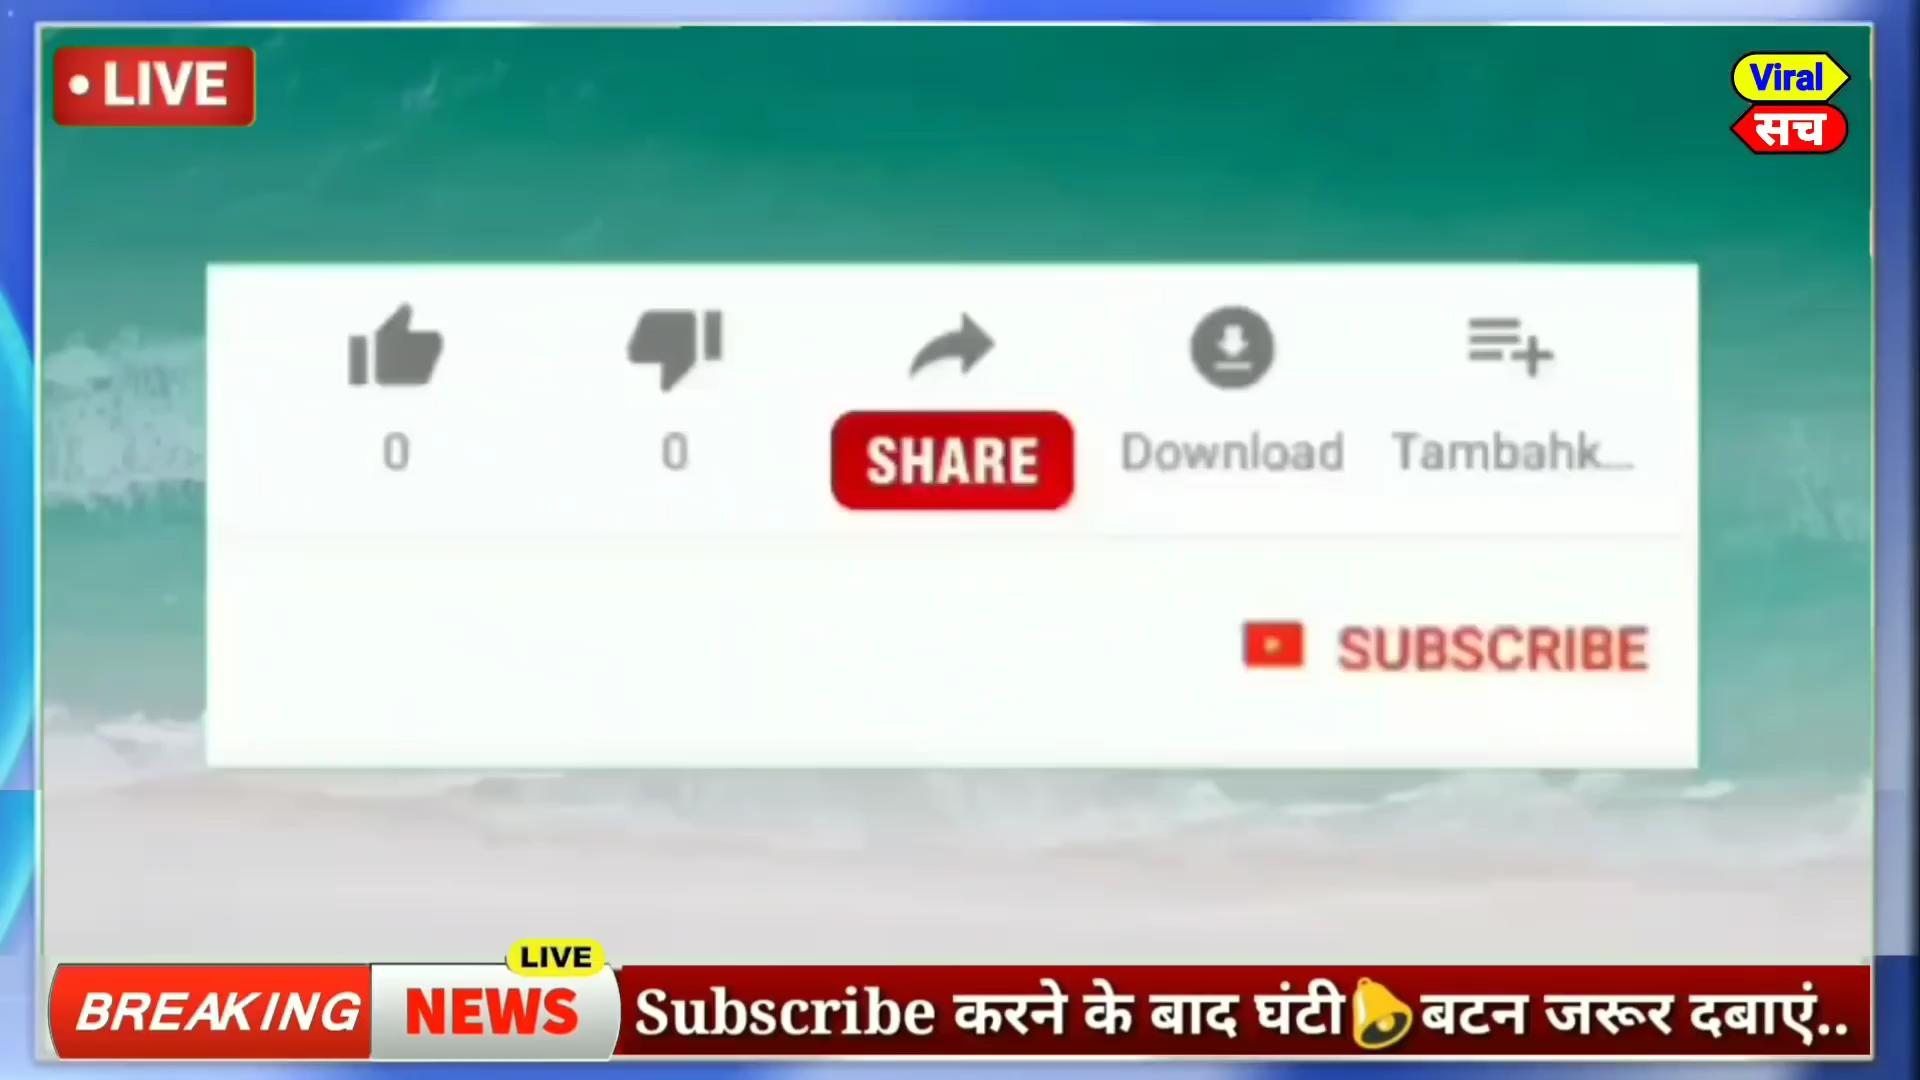 • LIVE
Viral
सच
0 0 SHARE Download Tambahk...
SUBSCRIBE
LIVE
BREAKING NEWS Subscribe करने के बाद घंटी🔔बटन जरूर दबाएं..